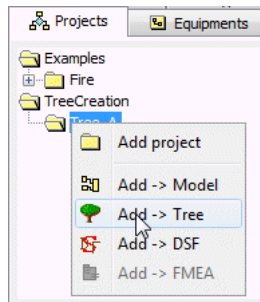 Projects Equipments
Examples
Fire
TreeCreation
Tree_A
Add project
Add -> Model
Add -> Tree
Add -> DSF
Add -> FMEA